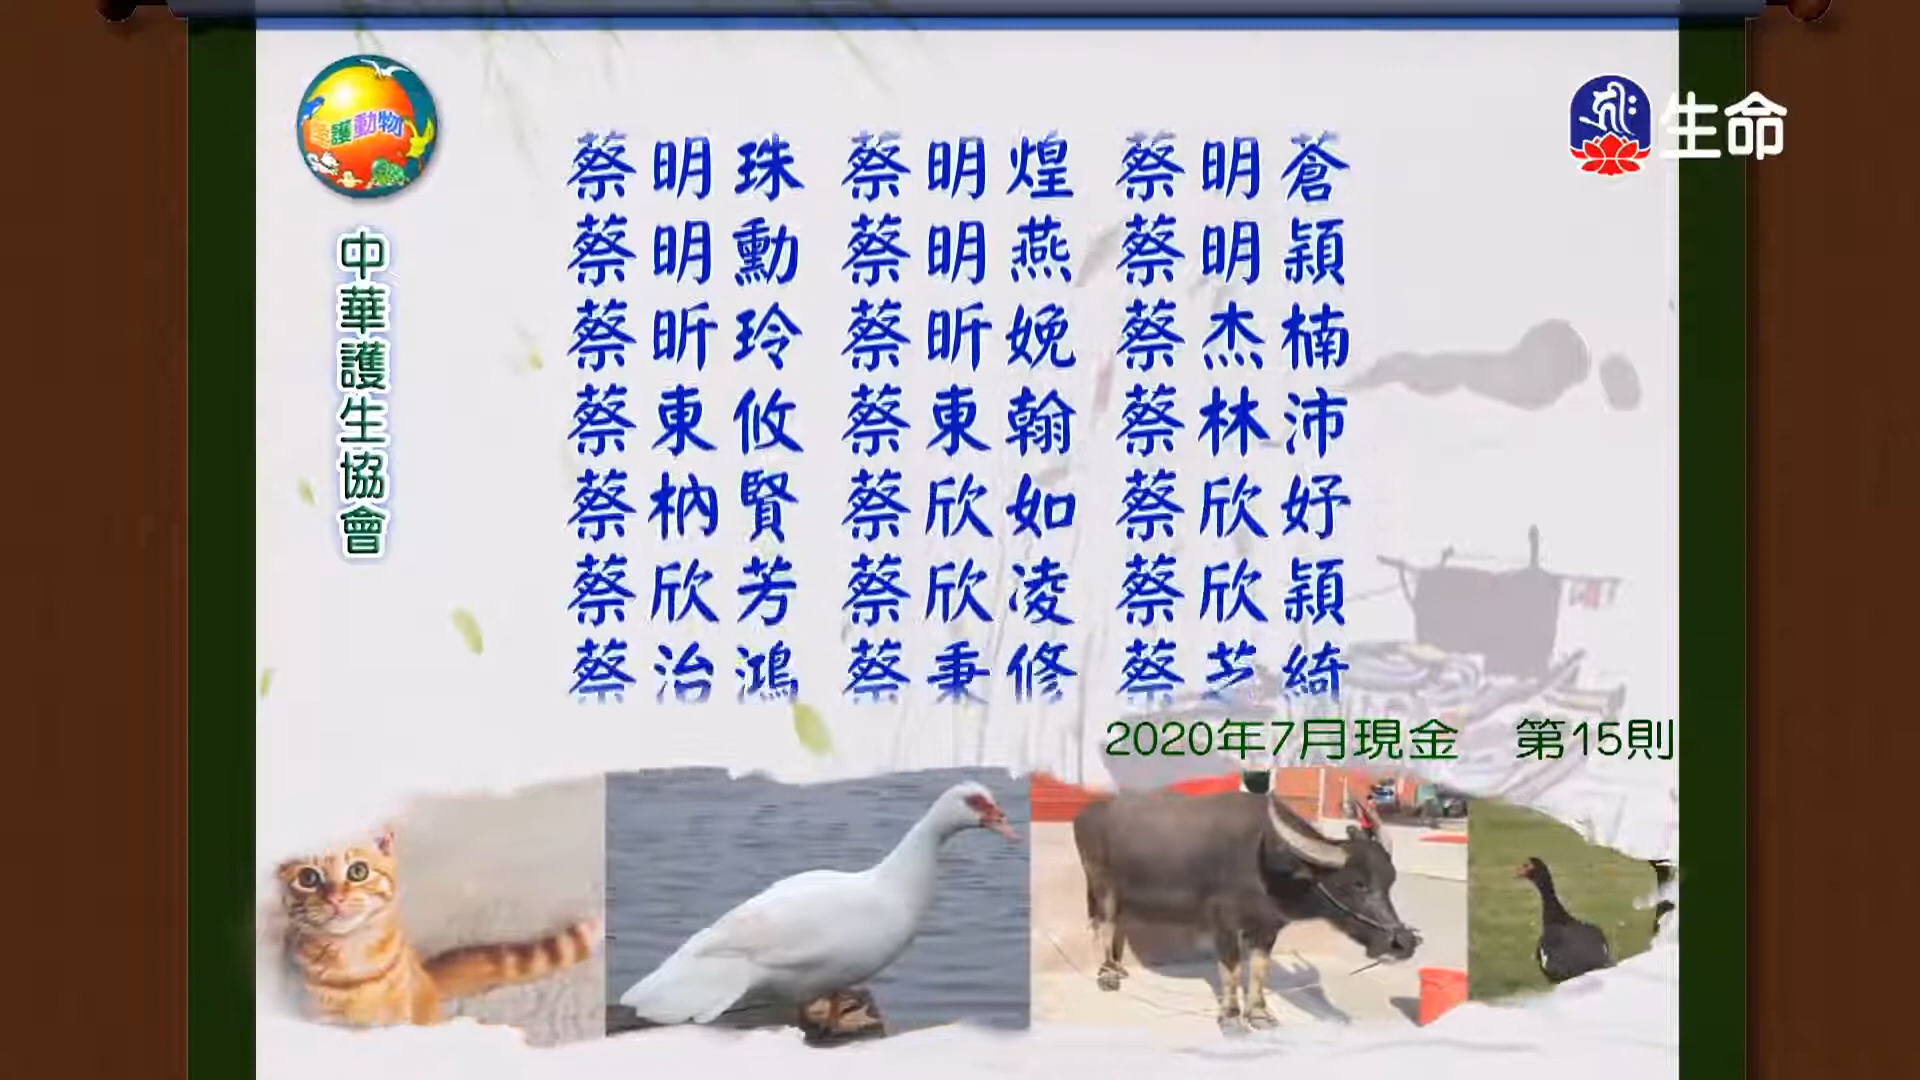 生命
護動物
中華護生協會
蔡明珠 蔡明煌 蔡明蒼
蔡明勳 蔡明燕 蔡明穎
蔡昕玲 蔡昕娩 蔡杰楠
蔡東攸 蔡東翰 蔡林沛
蔡枘賢 蔡欣如 蔡欣妤
蔡欣芳 蔡欣凌 蔡欣穎
蔡治鴻 蔡秉修 蔡芝綺
2020年7月現金 第15則